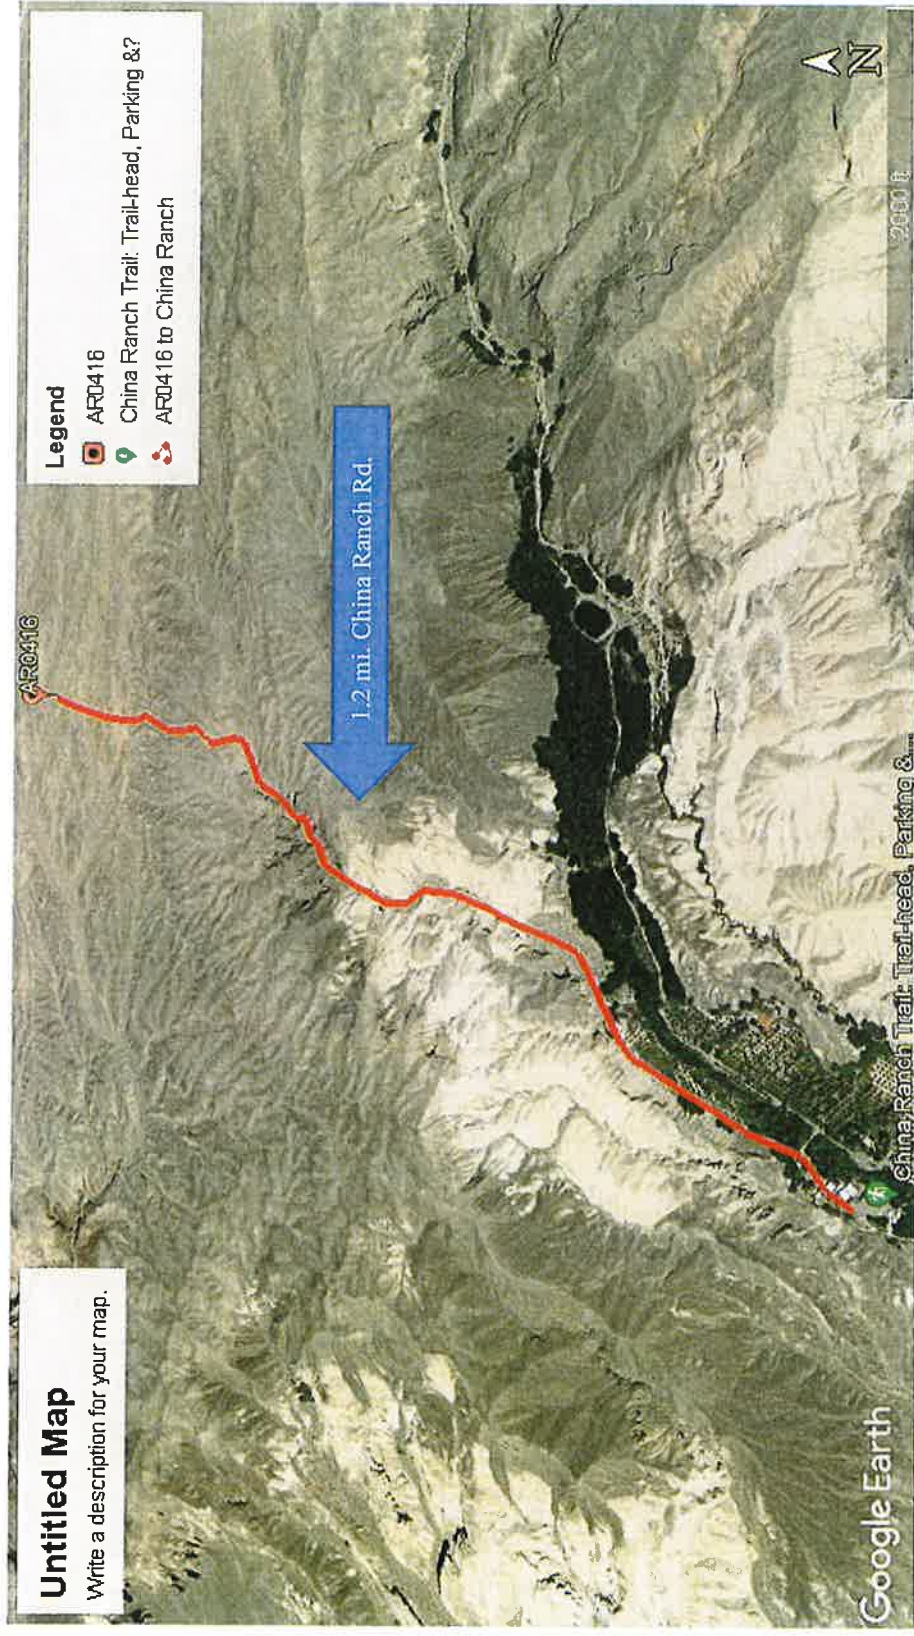 Untitled Map
Write a description for your map.
Legend
AR0416
China Ranch Trail: Trail-head, Parking &?
AR0416 to China Ranch
AR0416
1.2 mi. China Ranch Rd.
China Ranch Trail: Trail-head, Parking &...
Google Earth
N
2000 ft